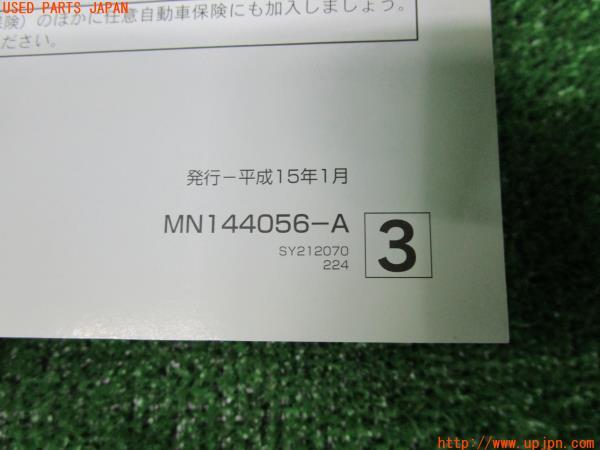 USED PARTS JAPAN
保険）のほかに任意自動車保険にも加入しましょう。
ださい。
発行－平成15年1月
MN144056－A
3
SY212070
224
http://www.upjpn.com/